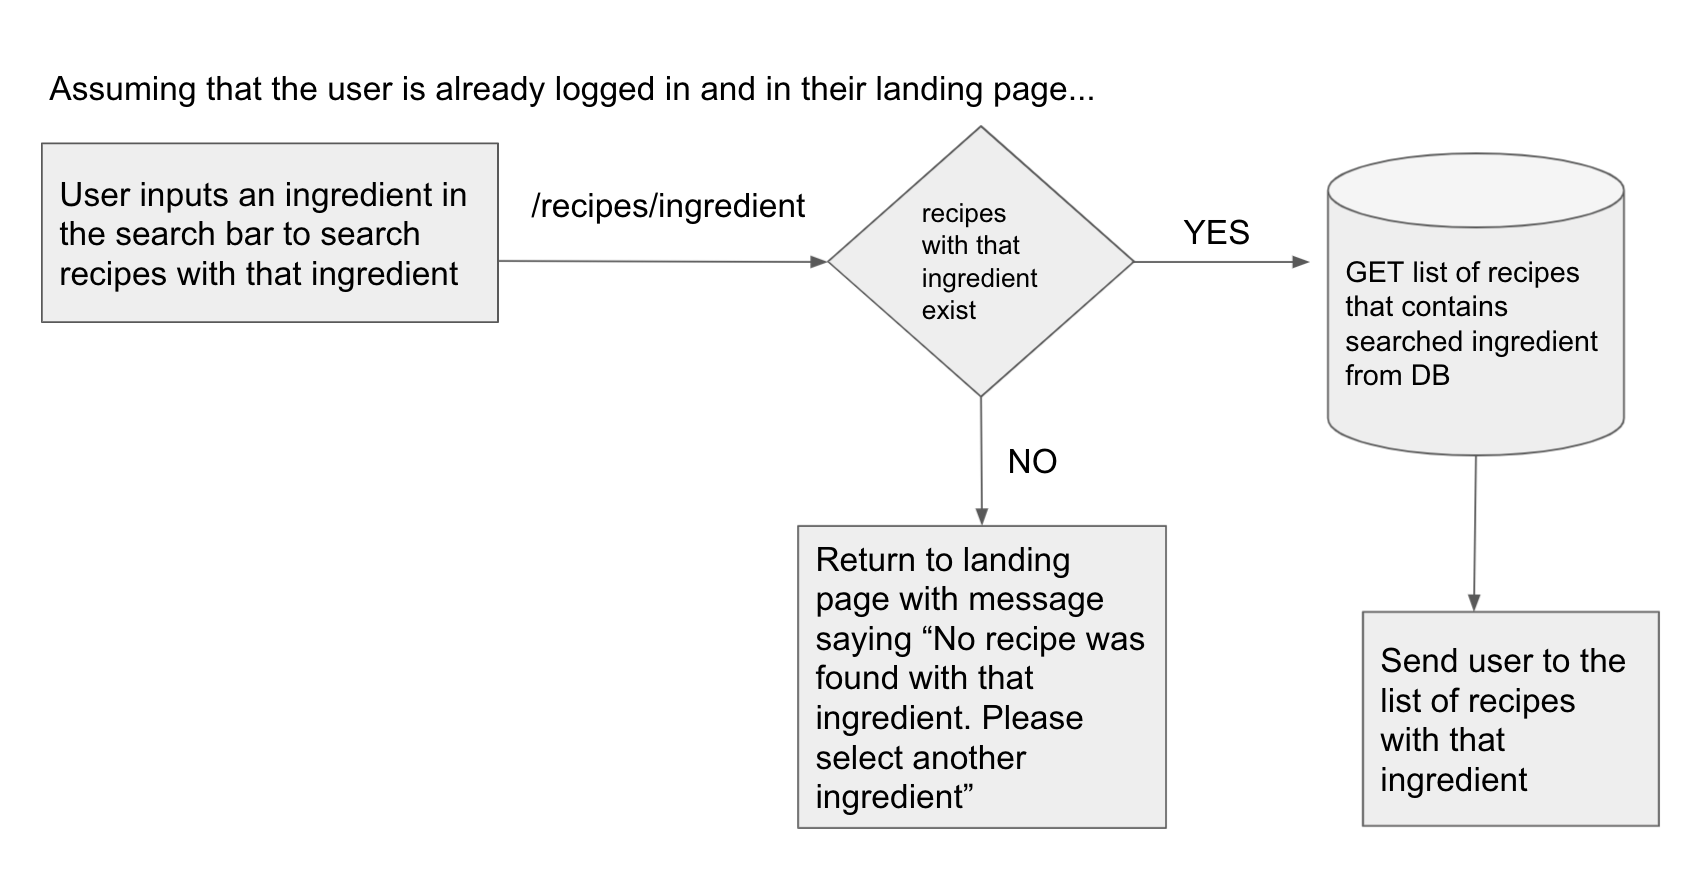 Assuming that the user is already logged in and in their landing page...
User inputs an ingredient in
the search bar to search
recipes with that ingredient
/recipes/ingredient
recipes
with that
ingredient
exist
YES
GET list of recipes
that contains
searched ingredient
from DB
NO
Return to landing
page with message
saying “No recipe was
found with that
ingredient. Please
select another
ingredient”
Send user to the
list of recipes
with that
ingredient